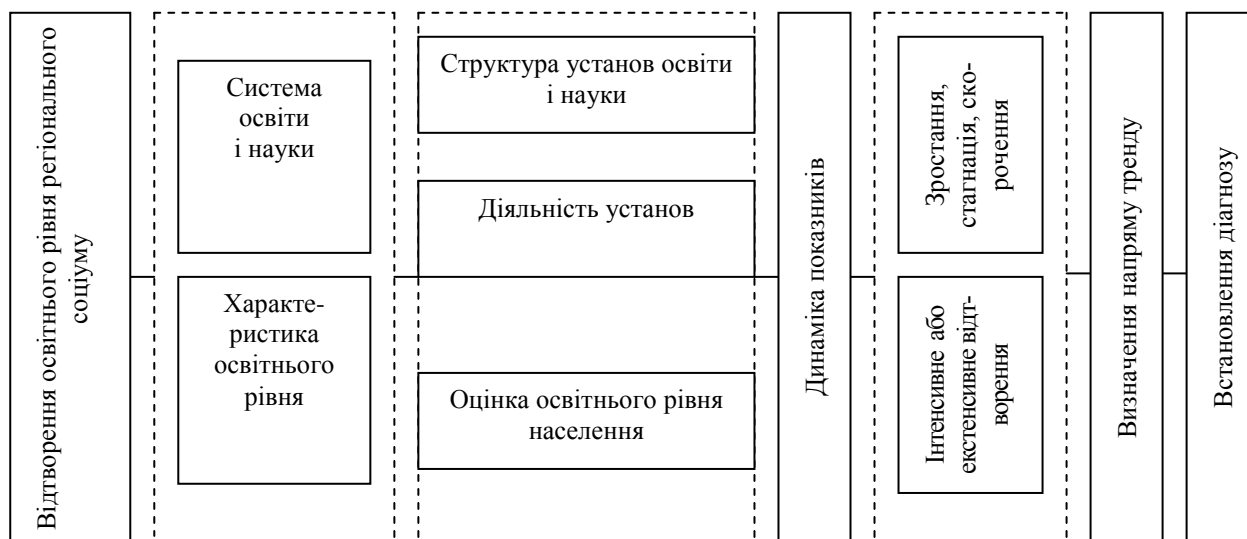 Відтворення освітнього рівня регіонального
соціуму
Система
освіти
і науки
Характе-
ристика
освітнього
рівня
Структура установ освіти
і науки
Діяльність установ
Оцінка освітнього рівня
населення
Динаміка показників
Зростання,
стагнація, ско-
рочення
Інтенсивне або
екстенсивне відт-
ворення
Визначення напряму тренду
Встановлення діагнозу